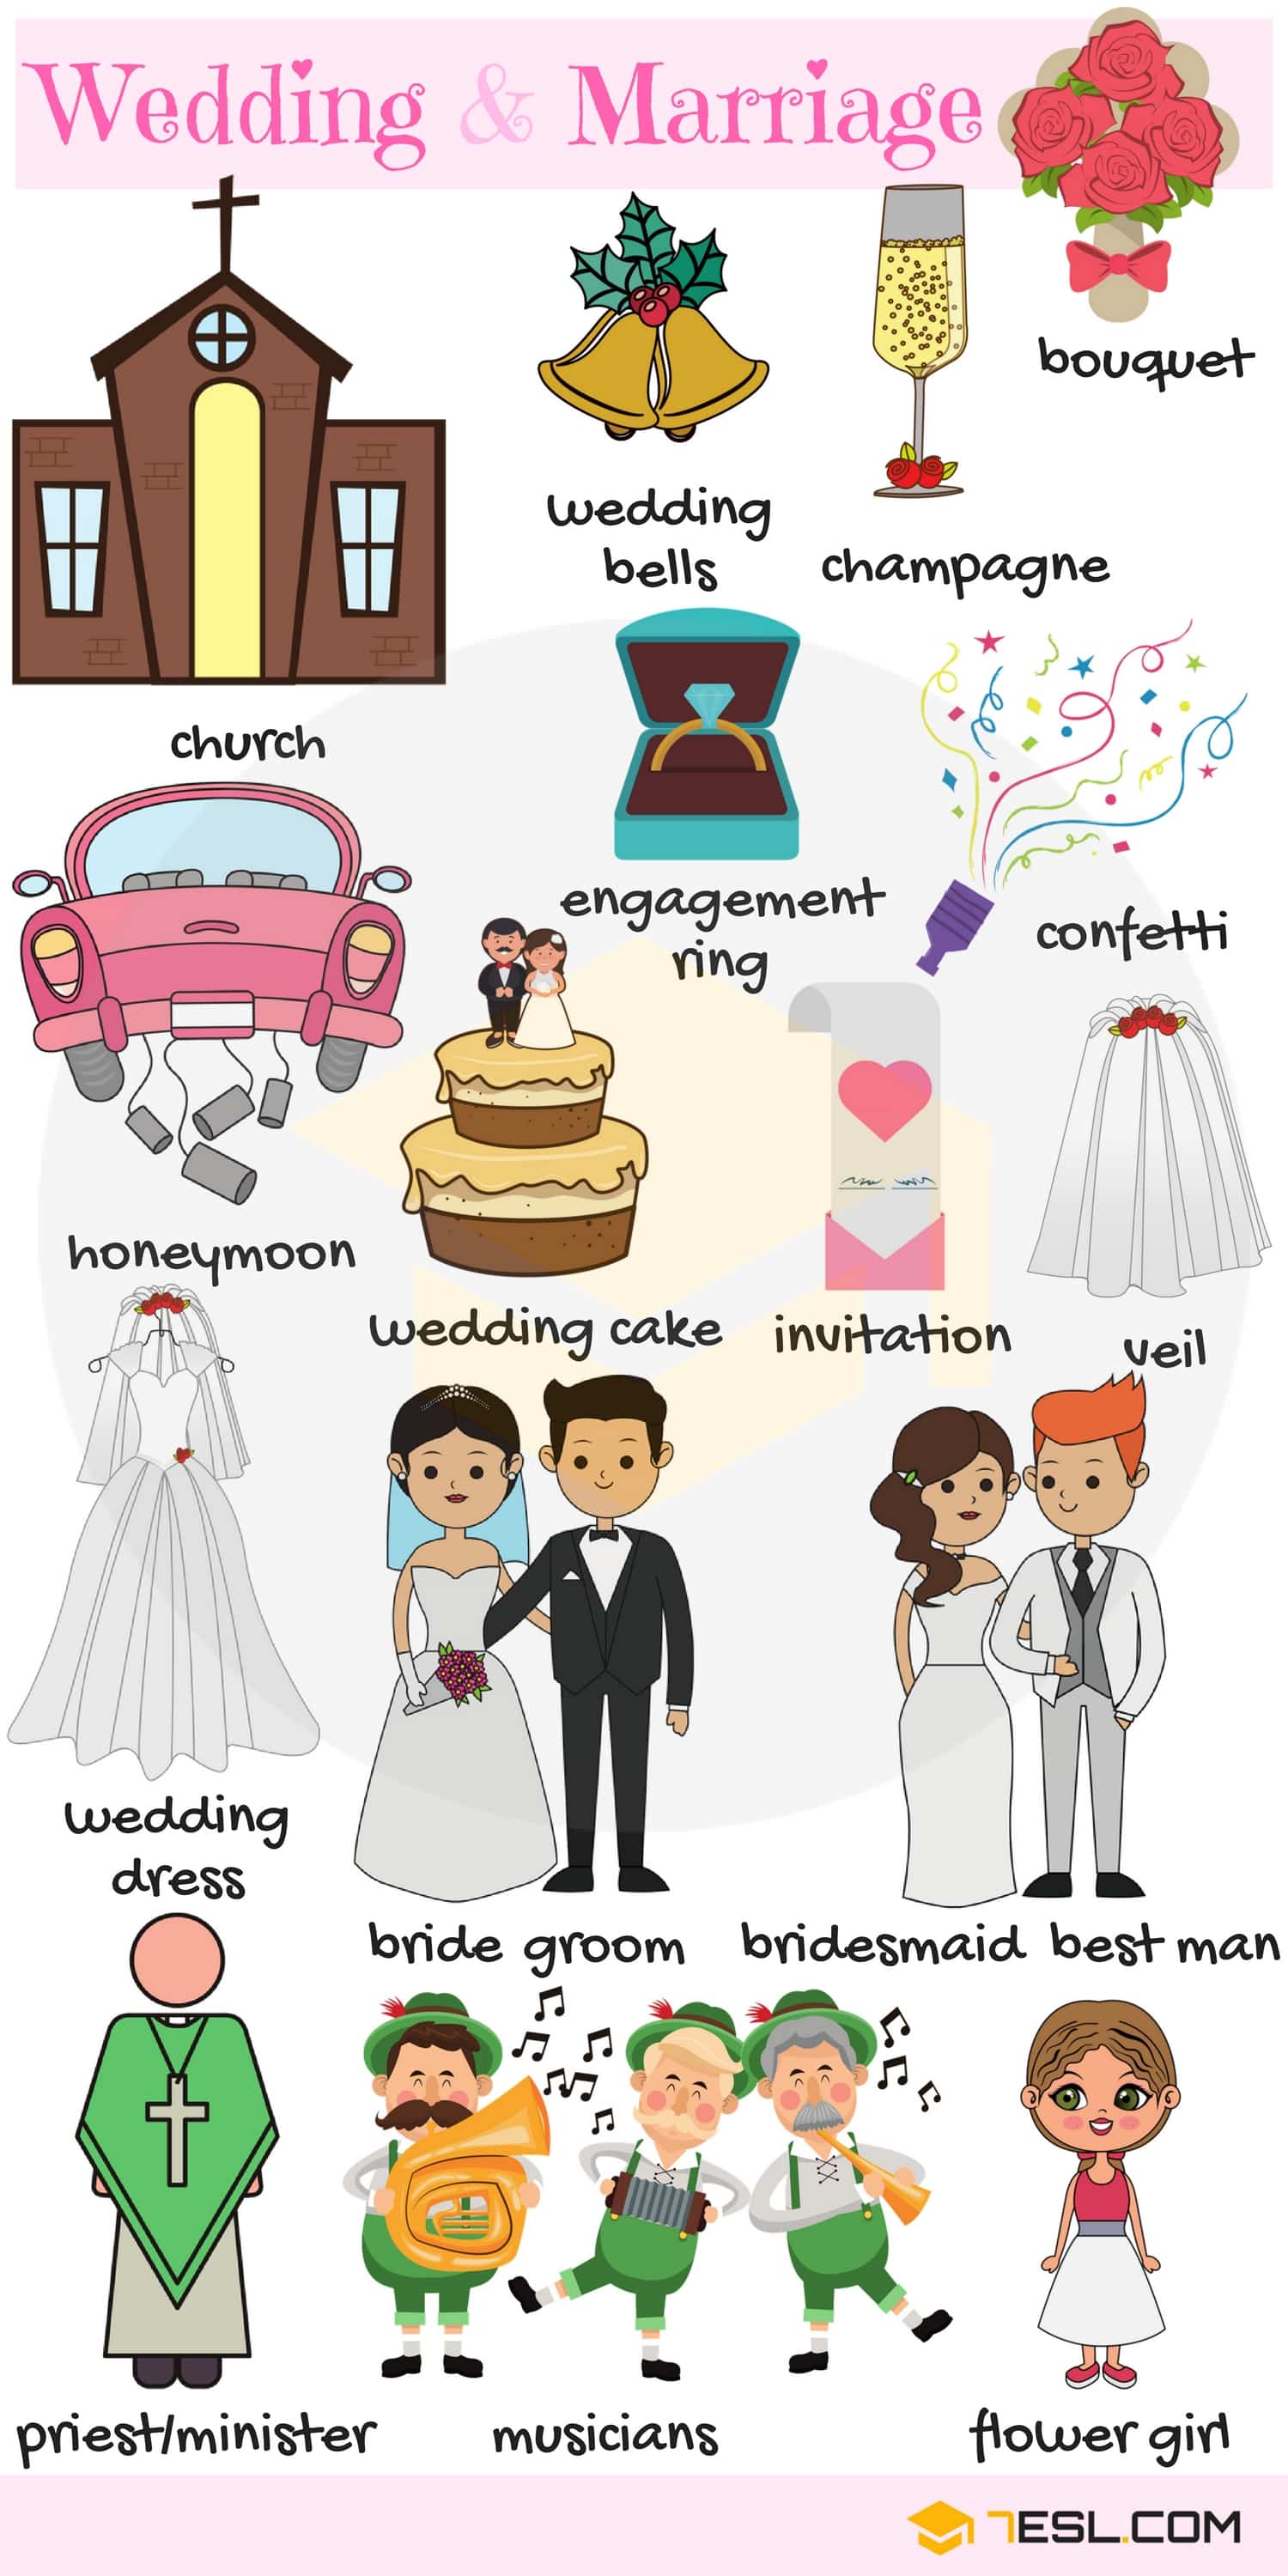 Wedding & Marriage
bouquet
wedding
bells
champagne
church
engagement
ring
confetti
honeymoon
wedding cake
invitation
veil
wedding
dress
bride groom
bridesmaid best man
priest/minister
musicians
flower girl
7ESL.COM